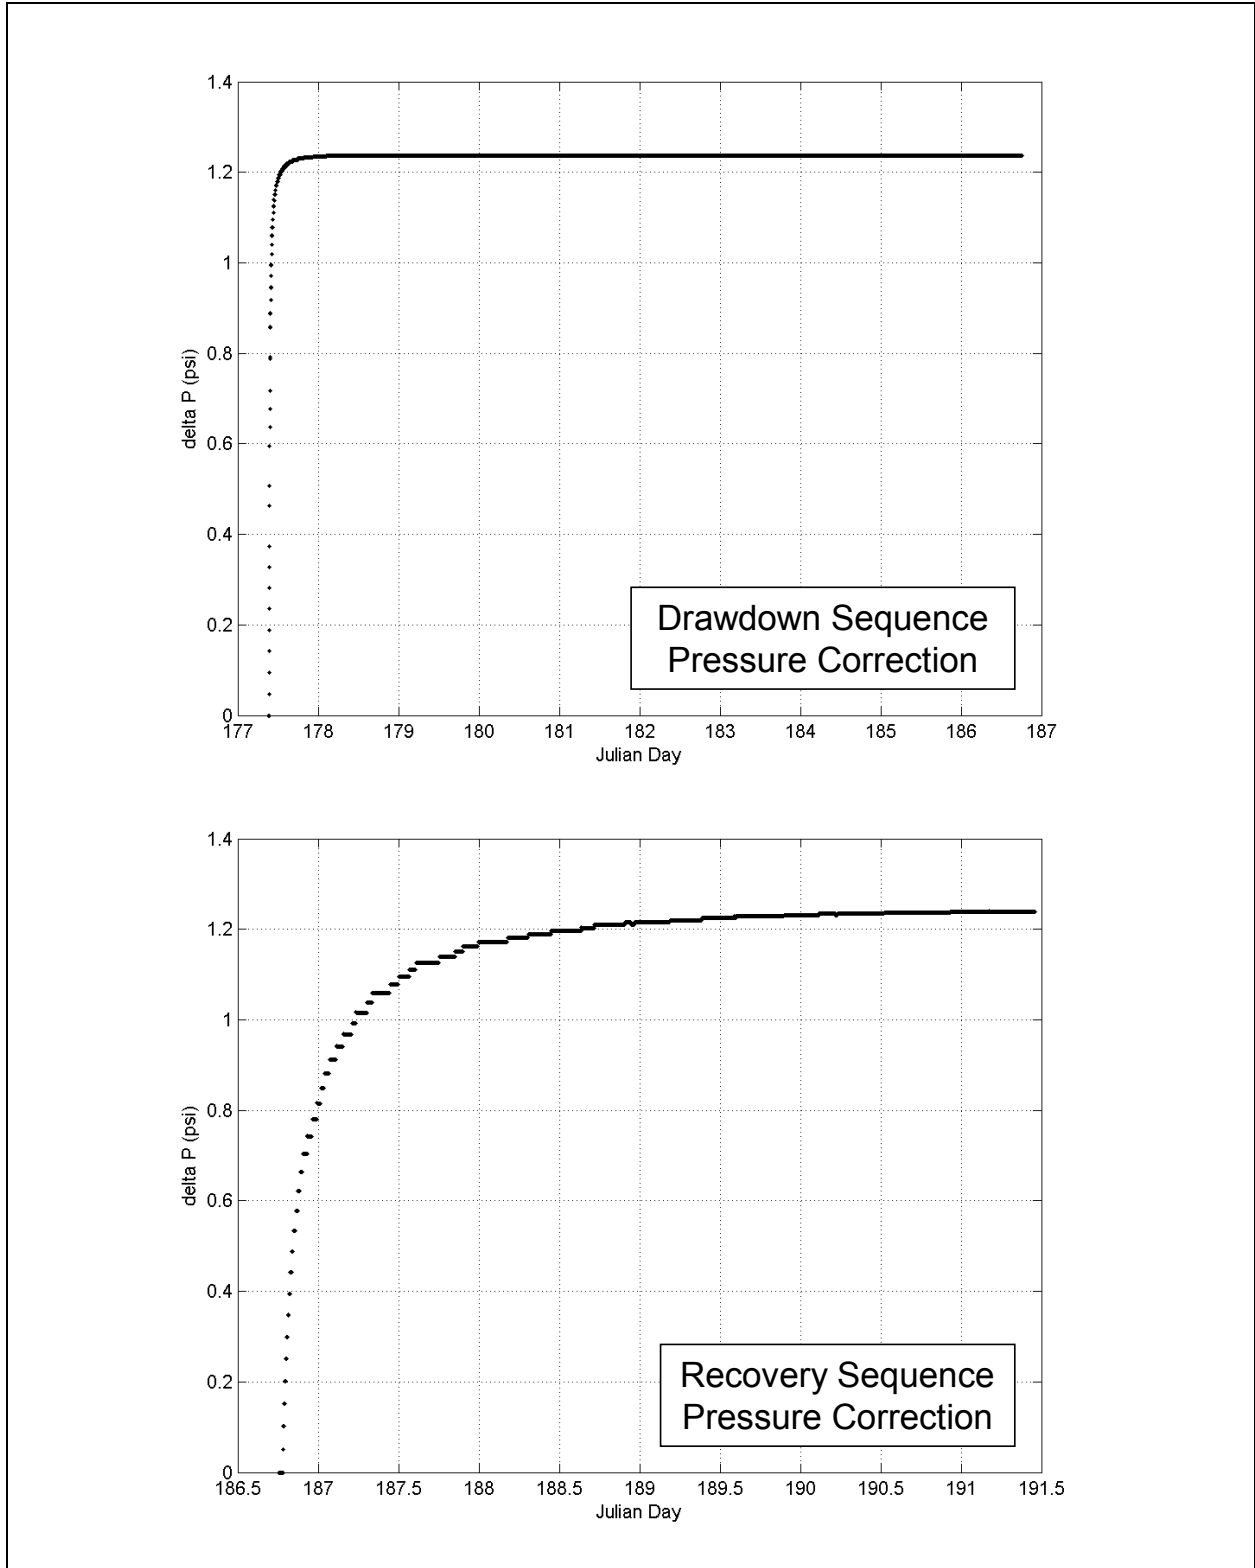 1.4
1.2
1
0.8
0.6
0.4
0.2
0
delta P (psi)
177 178 179 180 181 182 183 184 185 186 187
Julian Day
Drawdown Sequence
Pressure Correction
1.4
1.2
1
0.8
0.6
0.4
0.2
0
delta P (psi)
186.5 187 187.5 188 188.5 189 189.5 190 190.5 191 191.5
Julian Day
Recovery Sequence
Pressure Correction